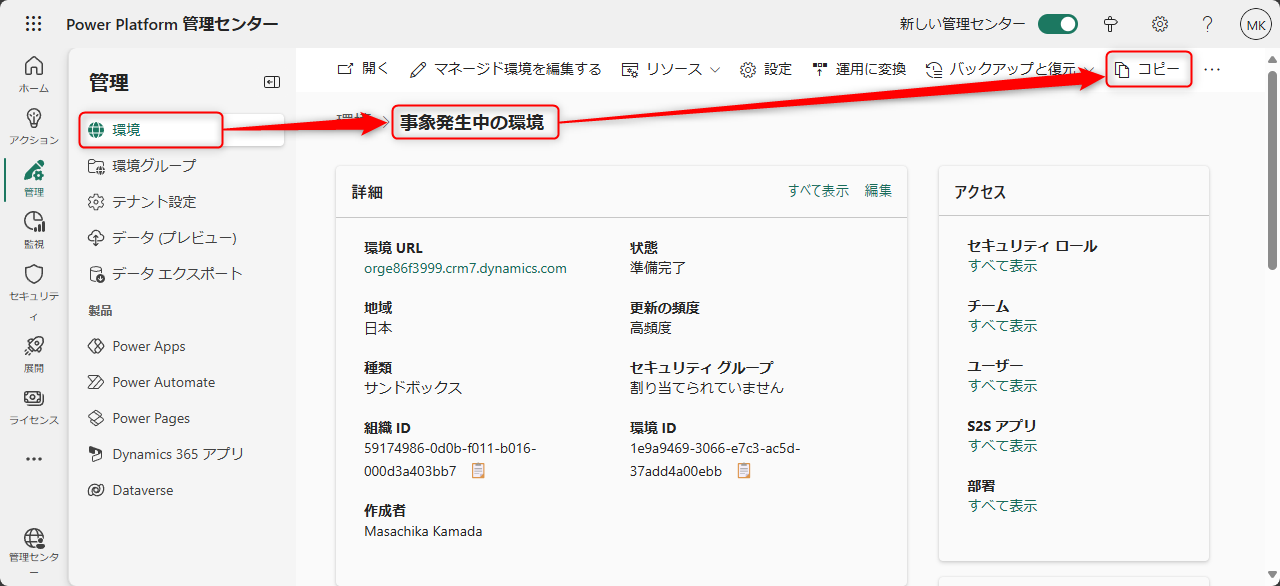 Power Platform 管理センター
新しい管理センター
MK
ホーム
アクション
管理
監視
セキュリテ
ィ
展開
ライセンス
管理センタ
ー
管理
環境
環境グループ
テナント設定
データ (プレビュー)
データ エクスポート
製品
Power Apps
Power Automate
Power Pages
Dynamics 365 アプリ
Dataverse
開く
マネージド環境を編集する
リソース
設定
運用に変換
バックアップと復元
コピー
環境
事象発生中の環境
詳細
すべて表示
編集
環境 URL
orge86f3999.crm7.dynamics.com
状態
準備完了
地域
日本
更新の頻度
高頻度
種類
サンドボックス
セキュリティ グループ
割り当てられていません
組織 ID
59174986-0d0b-f011-b016-
000d3a403bb7
環境 ID
1e9a9469-3066-e7c3-ac5d-
37add4a00ebb
作成者
Masachika Kamada
アクセス
セキュリティ ロール
すべて表示
チーム
すべて表示
ユーザー
すべて表示
S2S アプリ
すべて表示
部署
すべて表示